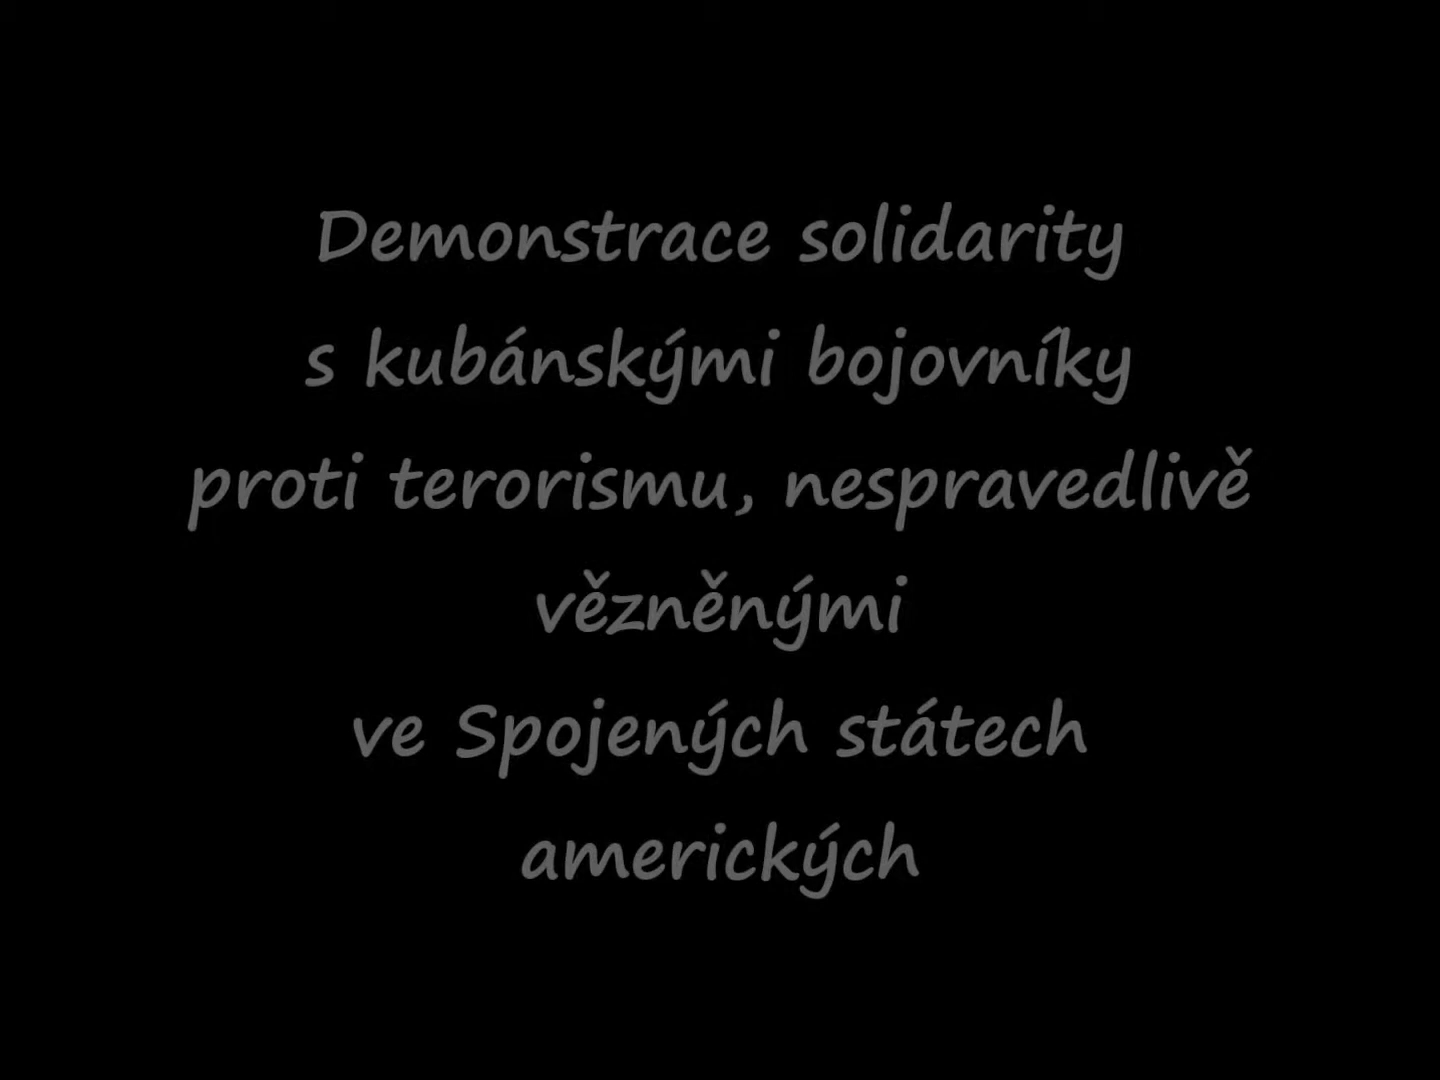 Demonstrace solidarity
s kubánskými bojovníky
proti terorismu, nespravedlivě
vězněnými
ve Spojených státech
amerických